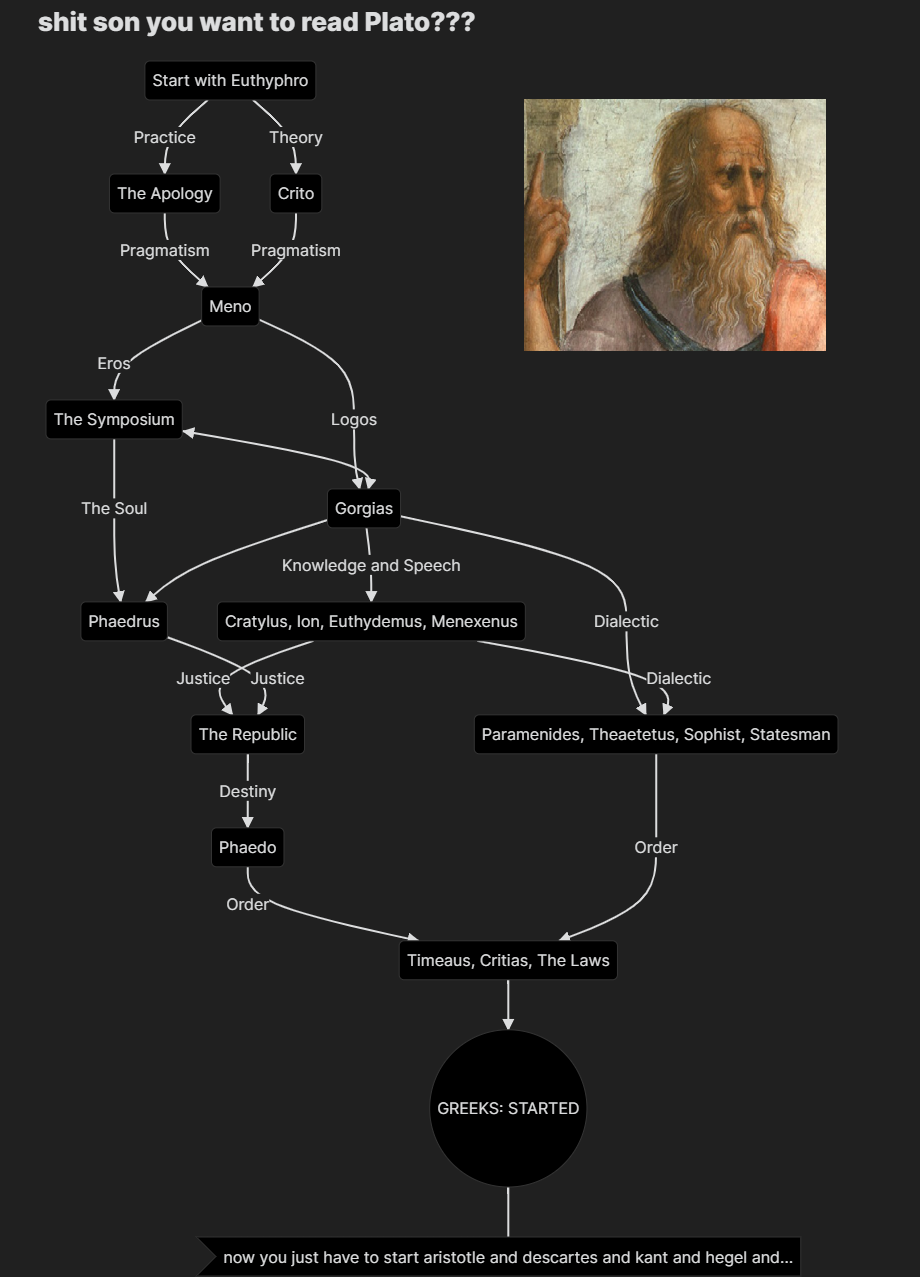 shit son you want to read Plato???
Start with Euthyphro
Practice
Theory
The Apology
Crito
Pragmatism
Pragmatism
Meno
Eros
The Symposium
Logos
The Soul
Gorgias
Knowledge and Speech
Phaedrus
Cratylus, Ion, Euthydemus, Menexenus
Dialectic
Justice
Justice
Dialectic
The Republic
Paramenides, Theaetetus, Sophist, Statesman
Destiny
Phaedo
Order
Order
Timeaus, Critias, The Laws
GREEKS: STARTED
now you just have to start aristotle and descartes and kant and hegel and...